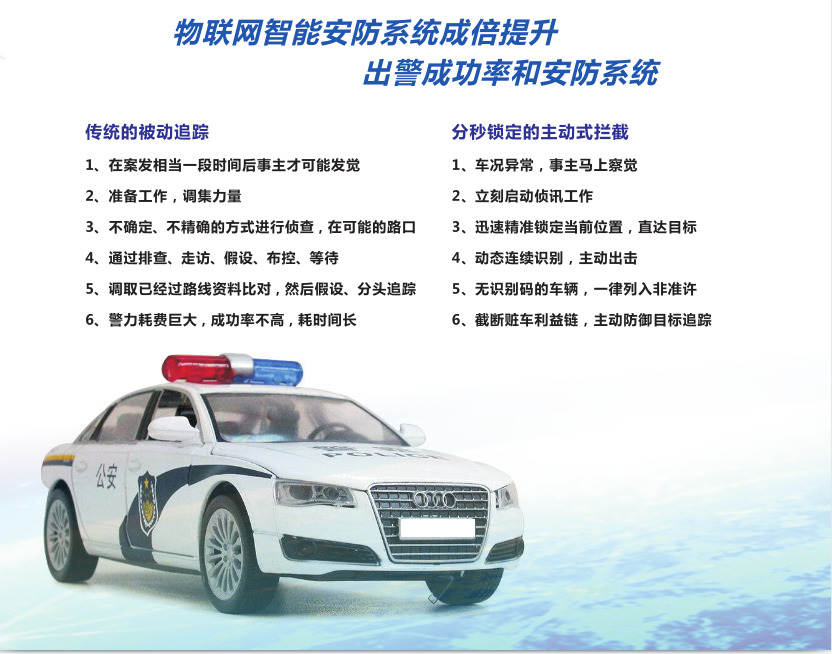 物联网智能安防系统成倍提升
出警成功率和安防系统
传统的被动追踪
1、在案发相当一段时间后事主才可能发觉
2、准备工作，调集力量
3、不确定、不精确的方式进行侦查，在可能的路口
4、通过排查、走访、假设、布控、等待
5、调取已经过路线资料比对，然后假设、分头追踪
6、警力耗费巨大，成功率不高，耗时间长
分秒锁定的主动式拦截
1、车况异常，事主马上察觉
2、立刻启动侦讯工作
3、迅速精准锁定当前位置，直达目标
4、动态连续识别，主动出击
5、无识别码的车辆，一律列入非准许
6、截断赃车利益链，主动防御目标追踪
公安
POLICE